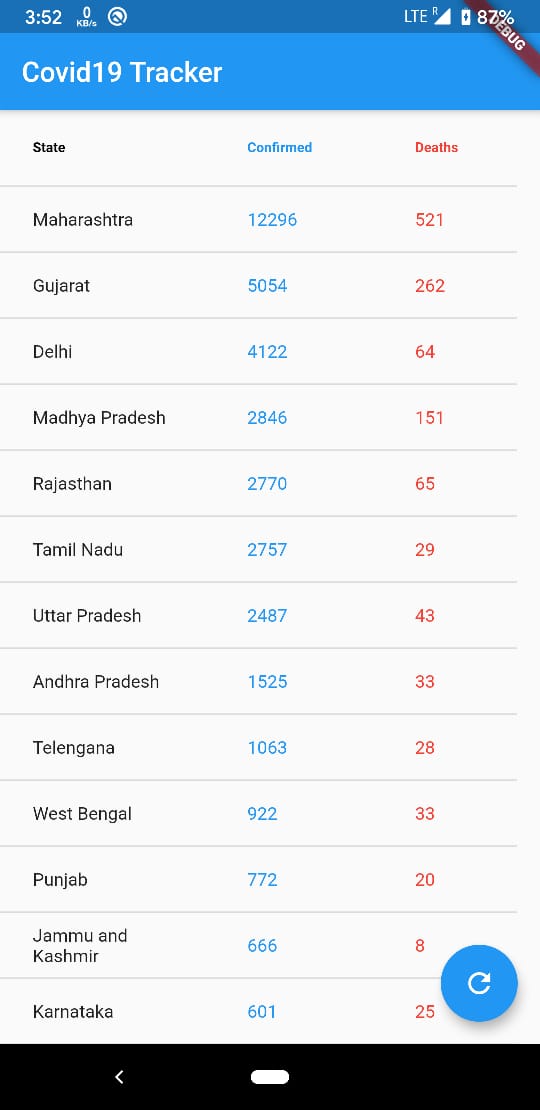 3:52 0 KB/s LTE R 87%
DEBUG
Covid19 Tracker
State Confirmed Deaths
Maharashtra 12296 521
Gujarat 5054 262
Delhi 4122 64
Madhya Pradesh 2846 151
Rajasthan 2770 65
Tamil Nadu 2757 29
Uttar Pradesh 2487 43
Andhra Pradesh 1525 33
Telengana 1063 28
West Bengal 922 33
Punjab 772 20
Jammu and
Kashmir 666 8
Karnataka 601 25